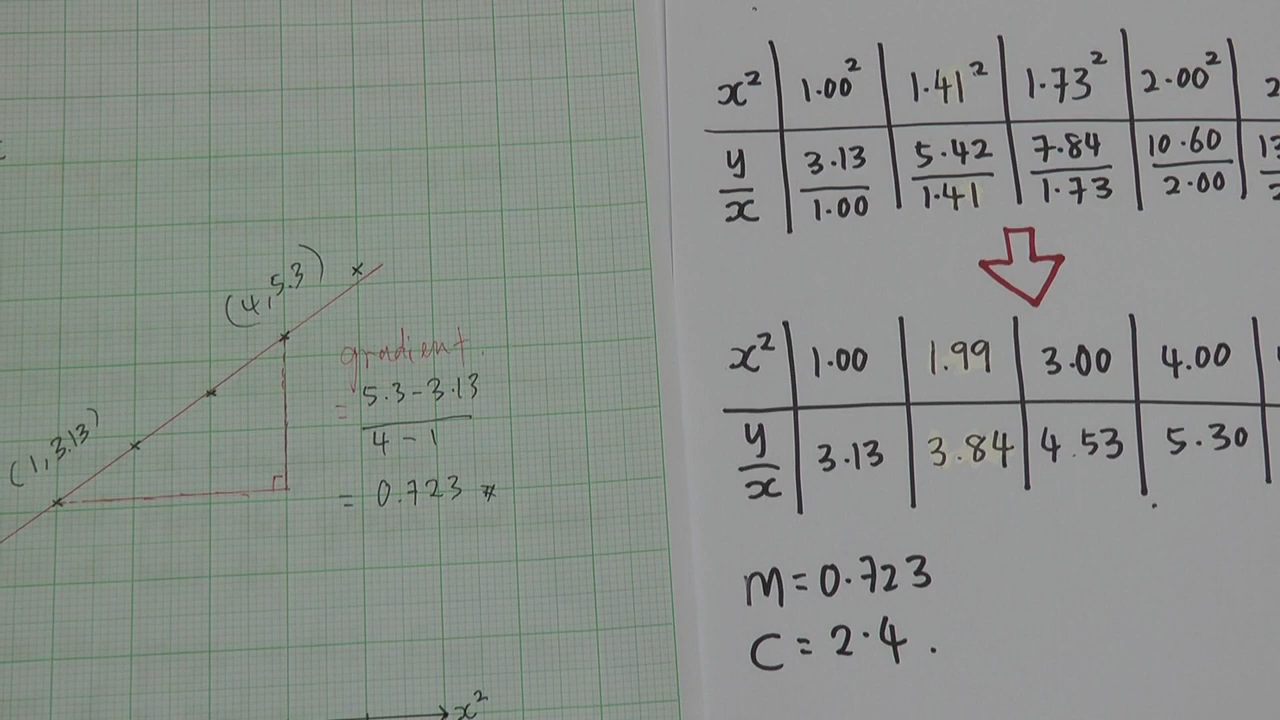 (4, 5.3)
(1, 3.13)
gradient.
= 5.3 - 3.13
4 - 1
= 0.723
x²
x² 1.00² 1.41² 1.73² 2.00² 2
y/x 3.13/1.00 5.42/1.41 7.84/1.73 10.60/2.00 13
x² 1.00 1.99 3.00 4.00
y/x 3.13 3.84 4.53 5.30
M = 0.723
C = 2.4.